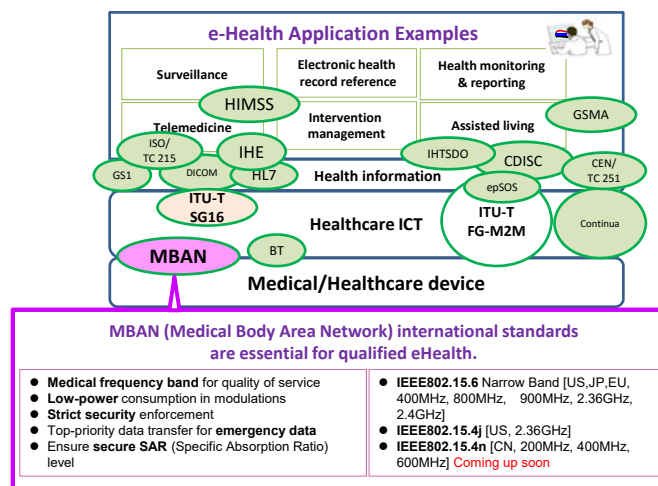 e-Health Application Examples
Surveillance
Electronic health
record reference
Health monitoring
& reporting
HIMSS
GSMA
Telemedicine
Intervention
management
Assisted living
ISO/
TC 215
IHE
IHTSDO
CDISC
CEN/
TC 251
GS1
DICOM
HL7
Health information
epSOS
ITU-T
SG16
Healthcare ICT
ITU-T
FG-M2M
Continua
MBAN
BT
Medical/Healthcare device
MBAN (Medical Body Area Network) international standards
are essential for qualified eHealth.
● Medical frequency band for quality of service
● Low-power consumption in modulations
● Strict security enforcement
● Top-priority data transfer for emergency data
● Ensure secure SAR (Specific Absorption Ratio)
level
● IEEE802.15.6 Narrow Band [US,JP,EU,
400MHz, 800MHz, 900MHz, 2.36GHz,
2.4GHz]
● IEEE802.15.4j [US, 2.36GHz]
● IEEE802.15.4n [CN, 200MHz, 400MHz,
600MHz] Coming up soon